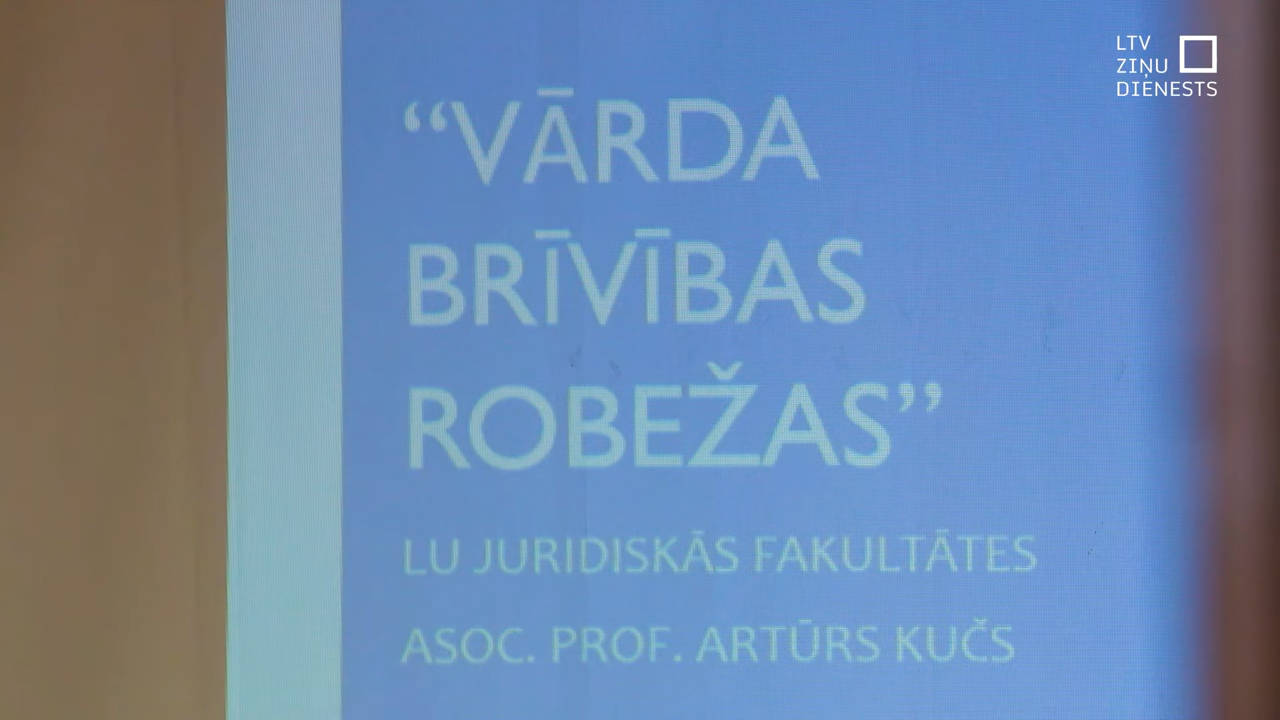 LTV
ZIŅU
DIENESTS
“VĀRDA
BRĪVĪBAS
ROBEŽAS”
LU JURIDISKĀS FAKULTĀTES
ASOC. PROF. ARTŪRS KUČS